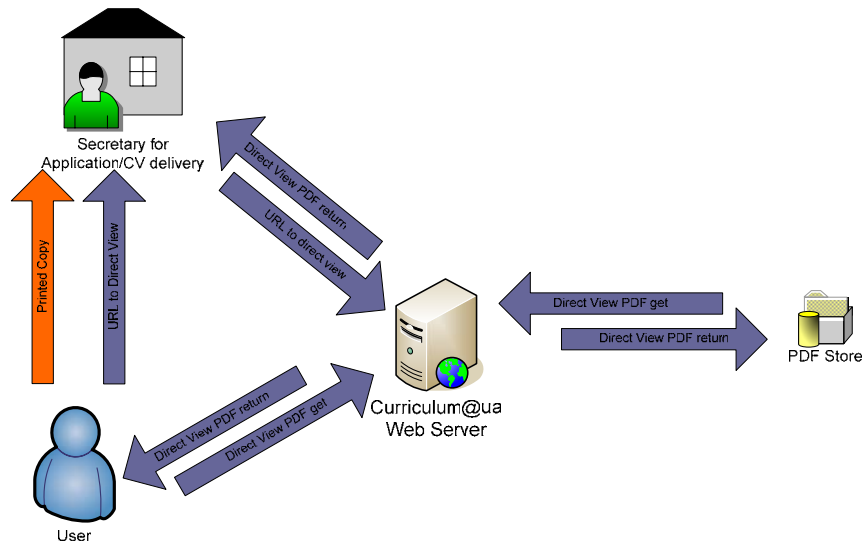 Secretary for
Application/CV delivery
Direct View PDF return
URL to direct view
Printed Copy
URL to Direct View
Direct View PDF get
Direct View PDF return
PDF Store
Direct View PDF return
Direct View PDF get
Curriculum@ua
Web Server
User